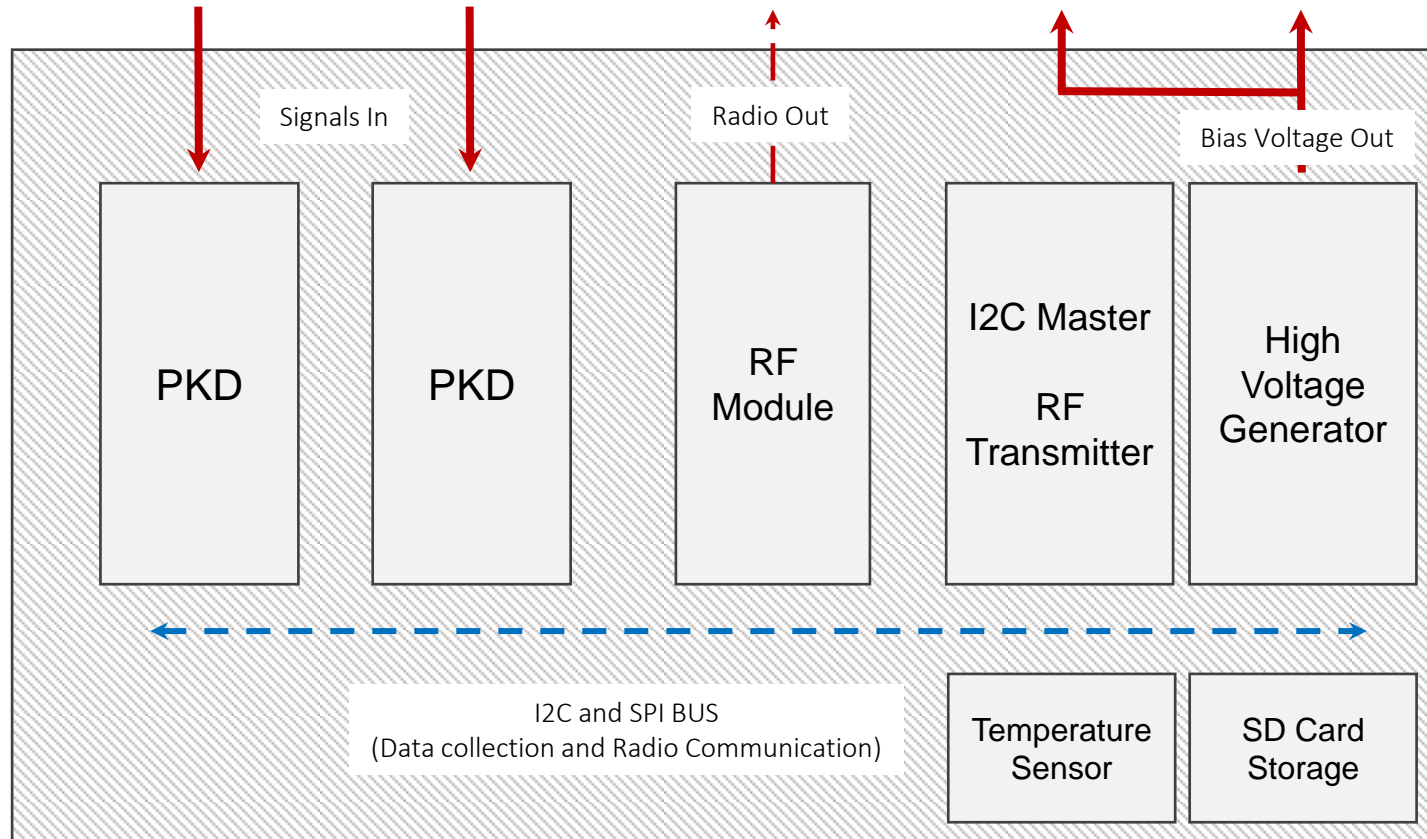 Signals In
Radio Out
Bias Voltage Out
PKD
PKD
RF
Module
I2C Master
RF
Transmitter
High
Voltage
Generator
I2C and SPI BUS
(Data collection and Radio Communication)
Temperature
Sensor
SD Card
Storage